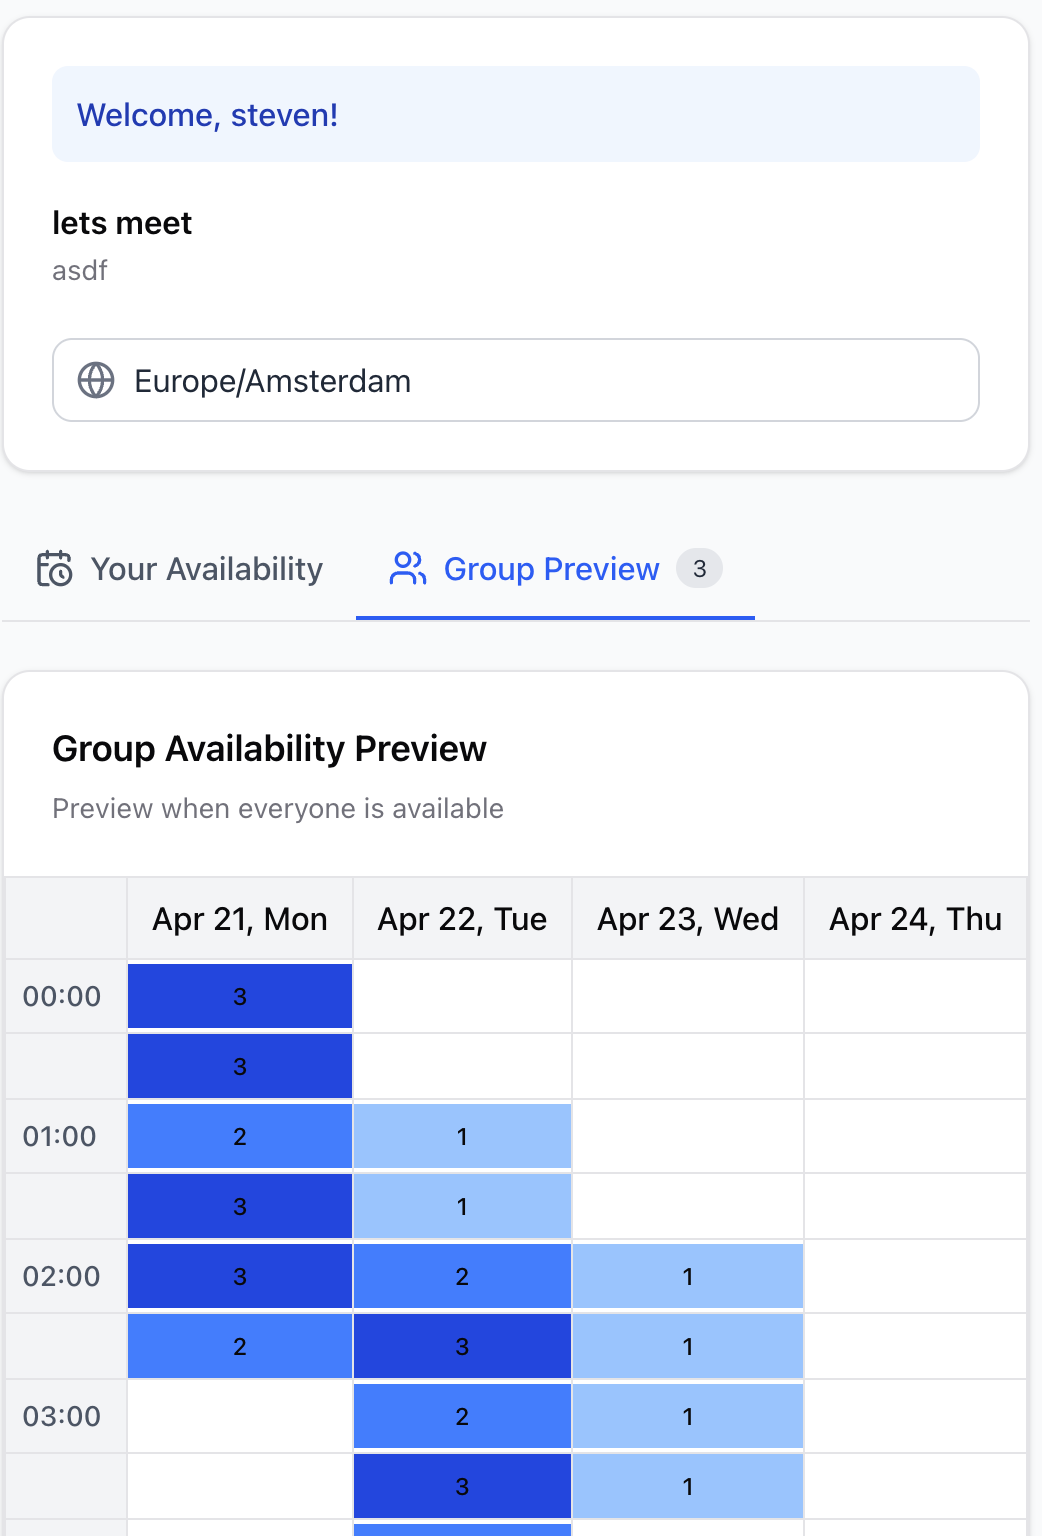 Welcome, steven!
lets meet
asdf
Europe/Amsterdam
Your Availability Group Preview 3
Group Availability Preview
Preview when everyone is available
Apr 21, Mon Apr 22, Tue Apr 23, Wed Apr 24, Thu
00:00 3
3
01:00 2 1
3 1
02:00 3 2 1
2 3 1
03:00 2 1
3 1